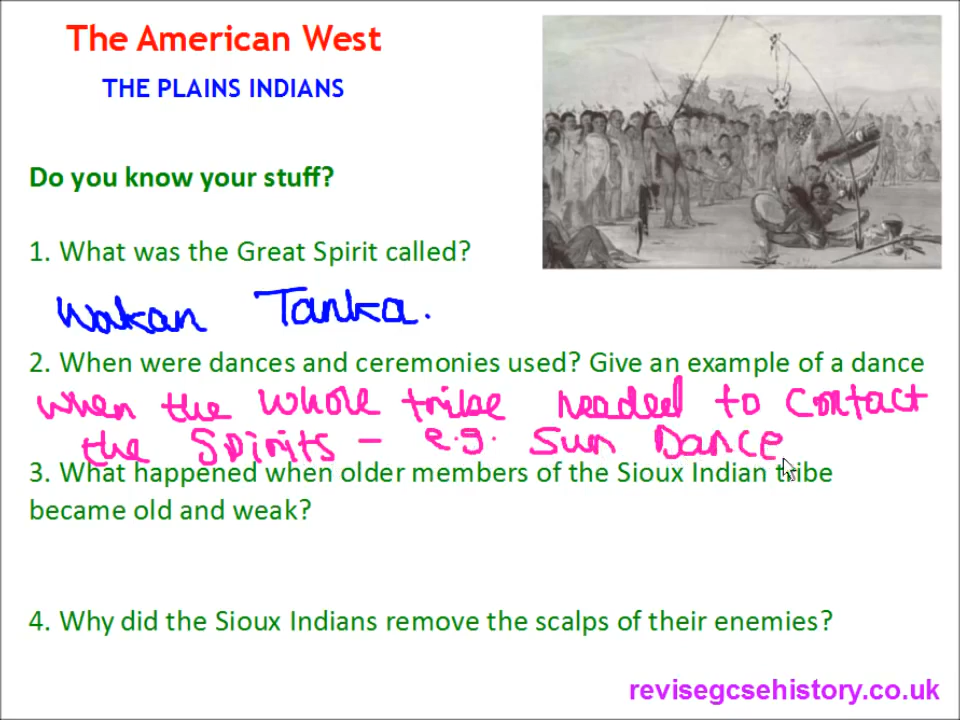 The American West
THE PLAINS INDIANS
Do you know your stuff?
1. What was the Great Spirit called?
Wakan Tanka.
2. When were dances and ceremonies used? Give an example of a dance
When the whole tribe needed to contact
the spirits - e.g. Sun Dance
3. What happened when older members of the Sioux Indian tribe
became old and weak?
4. Why did the Sioux Indians remove the scalps of their enemies?
revisegcsehistory.co.uk